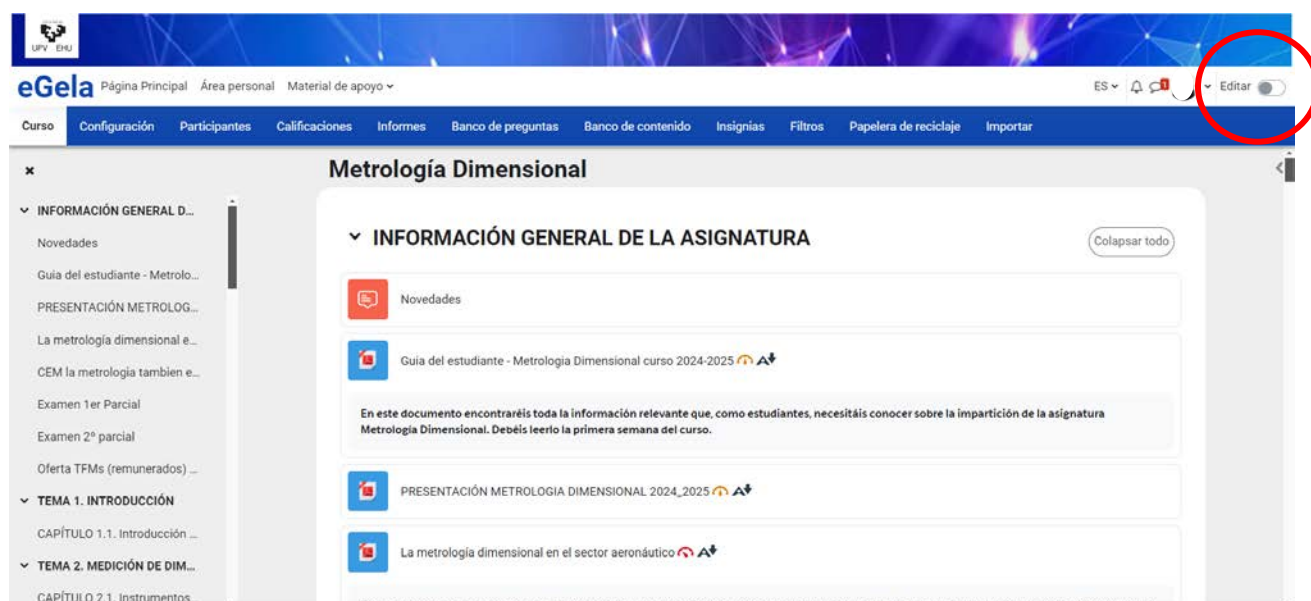 UPV EHU
eGela Página Principal Área personal Material de apoyo ES 1 Editar
Curso Configuración Participantes Calificaciones Informes Banco de preguntas Banco de contenido Insignias Filtros Papelera de reciclaje Importar
Metrología Dimensional
INFORMACIÓN GENERAL D...
Novedades
Guia del estudiante - Metrolo...
PRESENTACIÓN METROLOG...
La metrología dimensional e...
CEM la metrologia tambien e...
Examen 1er Parcial
Examen 2º parcial
Oferta TFMs (remunerados) ...
TEMA 1. INTRODUCCIÓN
CAPÍTULO 1.1. Introducción ...
TEMA 2. MEDICIÓN DE DIM...
CAPÍTULO 2.1. Instrumentos
INFORMACIÓN GENERAL DE LA ASIGNATURA
Colapsar todo
Novedades
Guia del estudiante - Metrologia Dimensional curso 2024-2025
En este documento encontraréis toda la información relevante que, como estudiantes, necesitáis conocer sobre la impartición de la asignatura
Metrología Dimensional. Debéis leerlo la primera semana del curso.
PRESENTACIÓN METROLOGIA DIMENSIONAL 2024_2025
La metrología dimensional en el sector aeronáutico